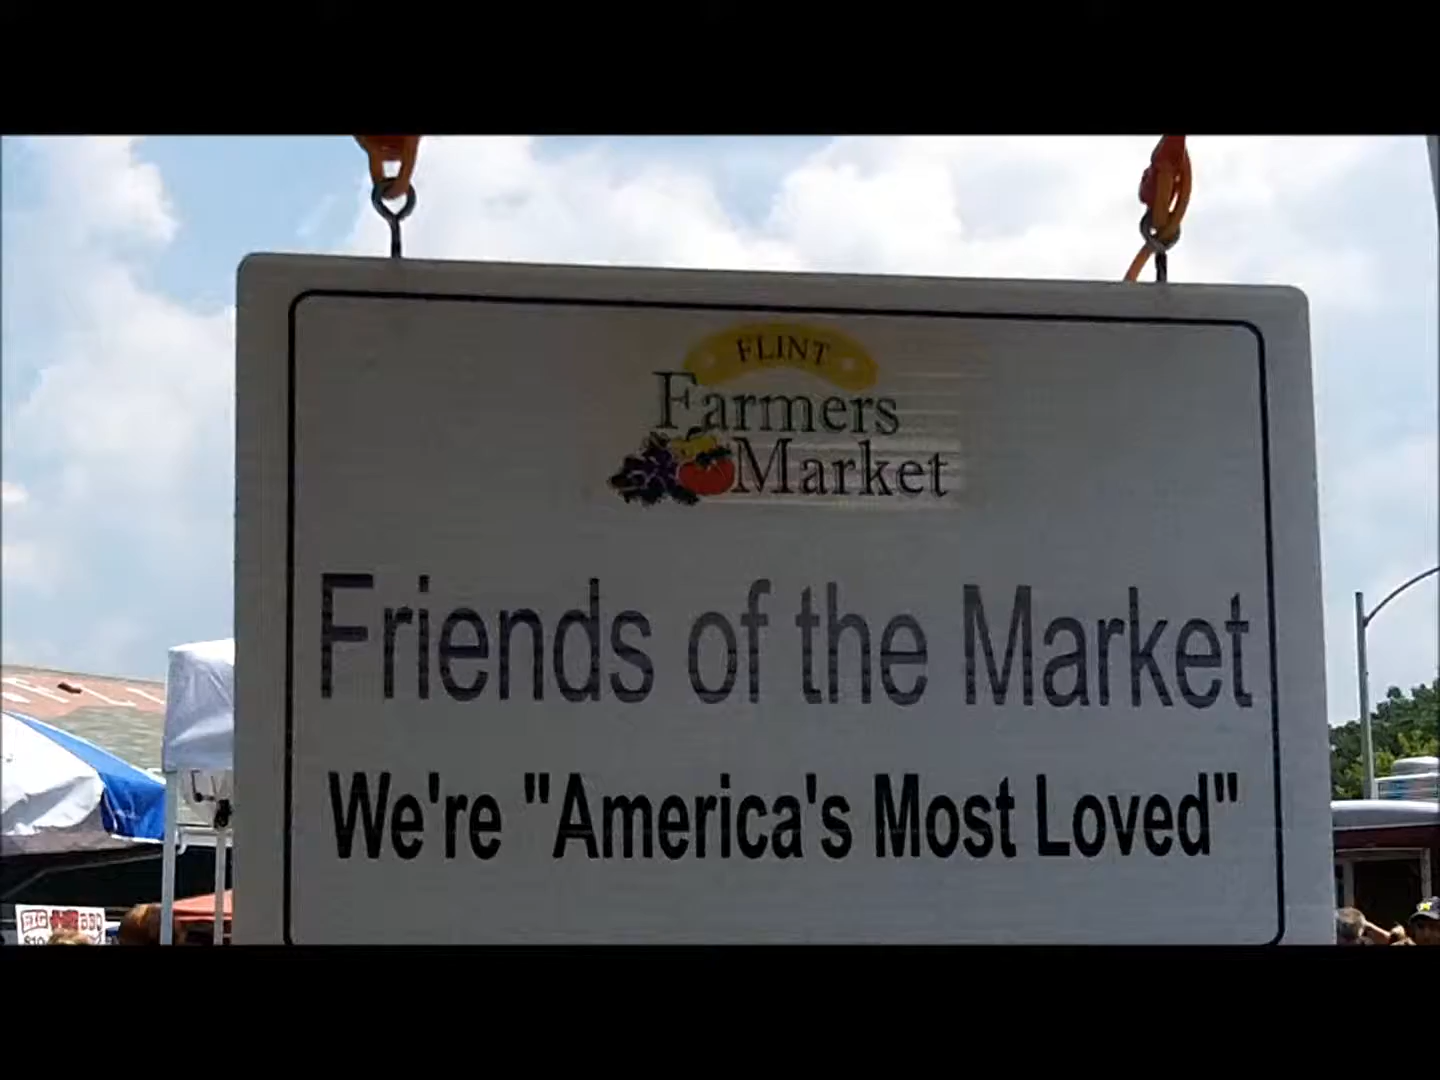 FLINT
Farmers
Market
Friends of the Market
We're "America's Most Loved"